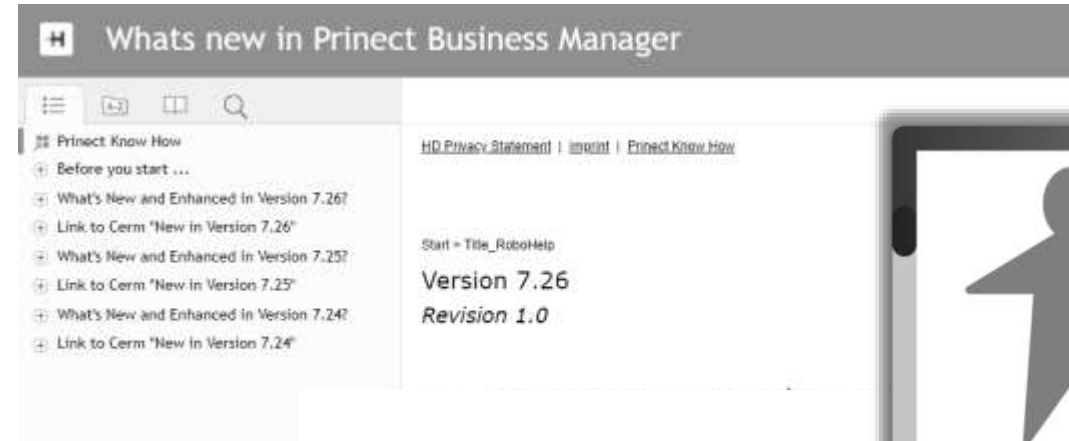 H Whats new in Prinect Business Manager
A-Z
Prinect Know How
Before you start ...
What's New and Enhanced in Version 7.26?
Link to Cerm "New in Version 7.26"
What's New and Enhanced in Version 7.25?
Link to Cerm "New in Version 7.25"
What's New and Enhanced in Version 7.24?
Link to Cerm "New in Version 7.24"
HD Privacy Statement | Imprint | Prinect Know How
Start > Title_RoboHelp
Version 7.26
Revision 1.0